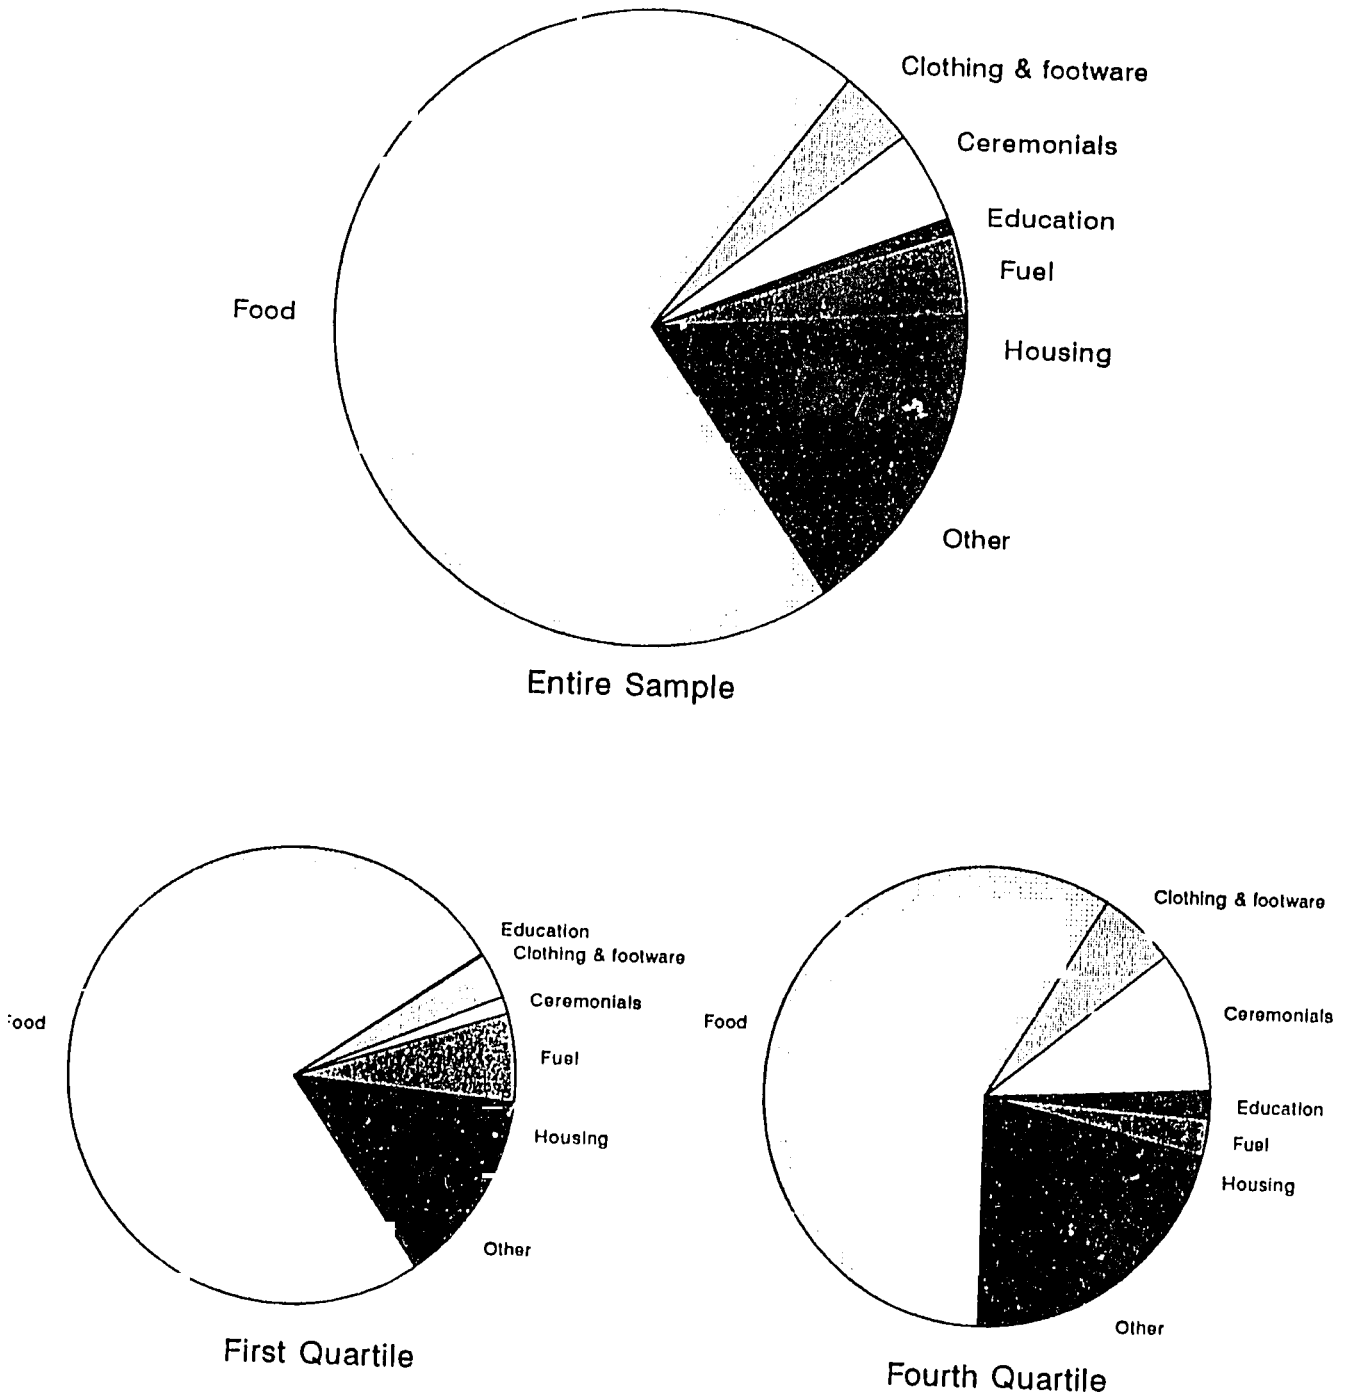 Clothing & footware
Ceremonials
Education
Fuel
Food
Housing
Other
Entire Sample
Education
Clothing & footware
Ceremonials
Food
Fuel
Housing
Other
First Quartile
Clothing & footware
Ceremonials
Food
Education
Fuel
Housing
Other
Fourth Quartile